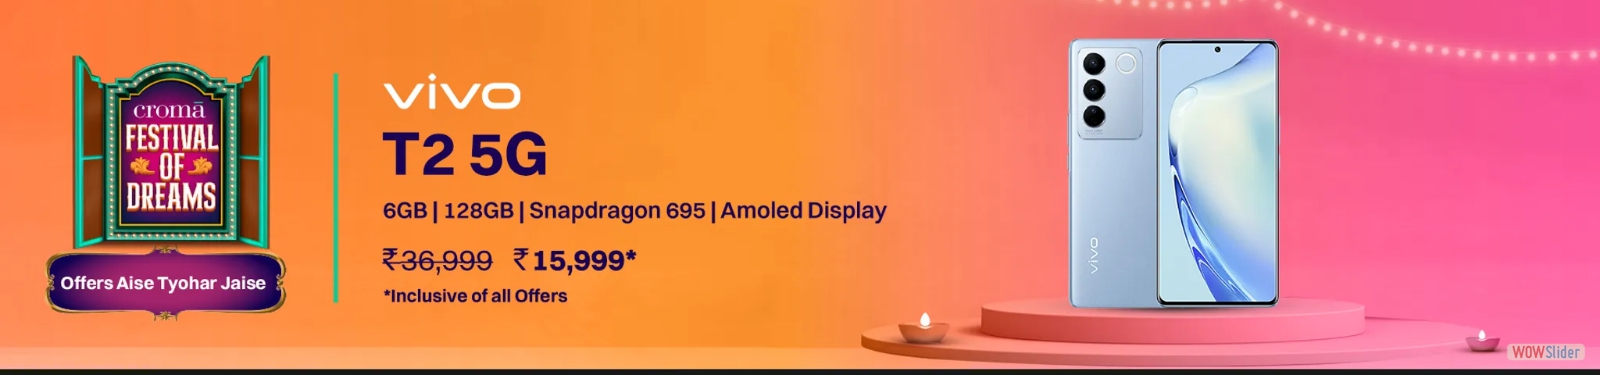 cromā
FESTIVAL
OF
DREAMS
Offers Aise Tyohar Jaise
vivo
T2 5G
6GB | 128GB | Snapdragon 695 | Amoled Display
₹36,999 ₹15,999*
*Inclusive of all Offers
vivo
WOWSlider